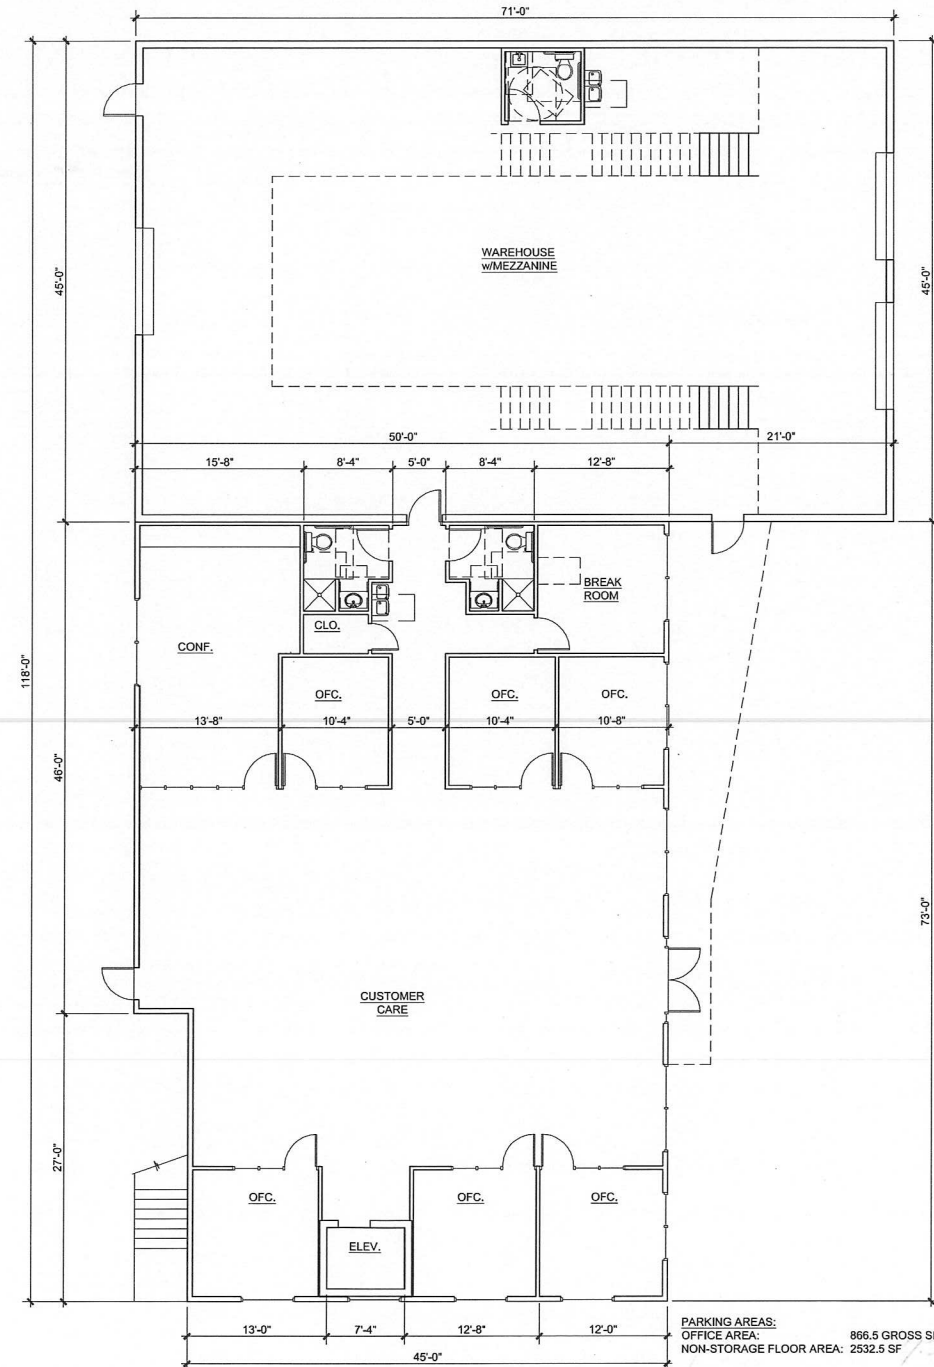 71'-0"
WAREHOUSE
w/MEZZANINE
45'-0"
45'-0"
50'-0"
21'-0"
15'-8"
8'-4"
5'-0"
8'-4"
12'-8"
BREAK
ROOM
CLO.
CONF.
118'-0"
OFC.
OFC.
OFC.
13'-8"
10'-4"
5'-0"
10'-4"
10'-8"
46'-0"
73'-0"
CUSTOMER
CARE
27'-0"
OFC.
OFC.
OFC.
ELEV.
13'-0"
7'-4"
12'-8"
12'-0"
45'-0"
PARKING AREAS:
OFFICE AREA: 866.5 GROSS
NON-STORAGE FLOOR AREA: 2532.5 SF